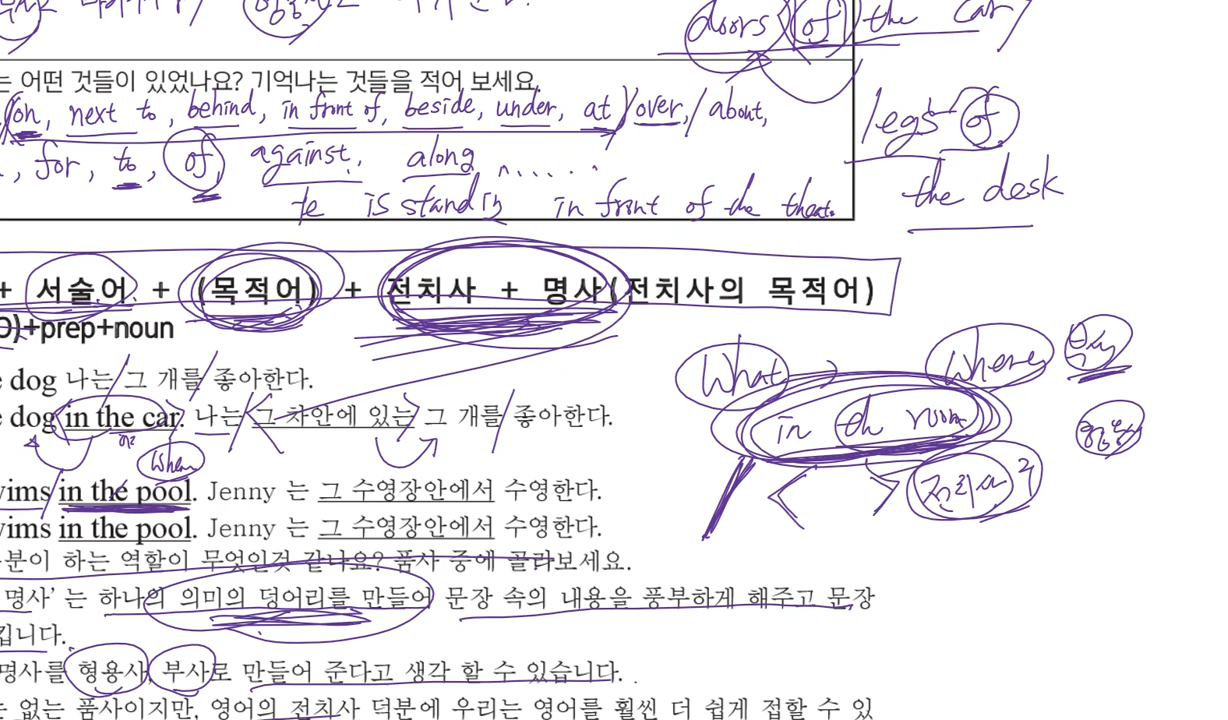 doors of the car
는 어떤 것들이 있었나요? 기억나는 것들을 적어 보세요.
on, next to, behind, in front of, beside, under, at / over, / about,
for, to, of, against, along, .....
legs of
the desk
is standing in front of the theat.
+ 서술어 + (목적어) + 전치사 + 명사(전치사의 목적어)
O)+prep+noun
What
Where
부사
e dog 나는 그 개를 좋아한다.
e dog in the car. 나는 그 차안에 있는 그 개를 좋아한다.
in the room
형용사
Where
전치사구
vims in the pool. Jenny 는 그 수영장안에서 수영한다.
vims in the pool. Jenny 는 그 수영장안에서 수영한다.
분이 하는 역할이 무엇인것 같나요? 품사 중에 골라보세요.
명사’ 는 하나의 의미의 덩어리를 만들어 문장 속의 내용을 풍부하게 해주고 문장
킵니다.
명사를 형용사, 부사로 만들어 준다고 생각 할 수 있습니다.
는 없는 품사이지만, 영어의 전치사 덕분에 우리는 영어를 훨씬 더 쉽게 접할 수 있